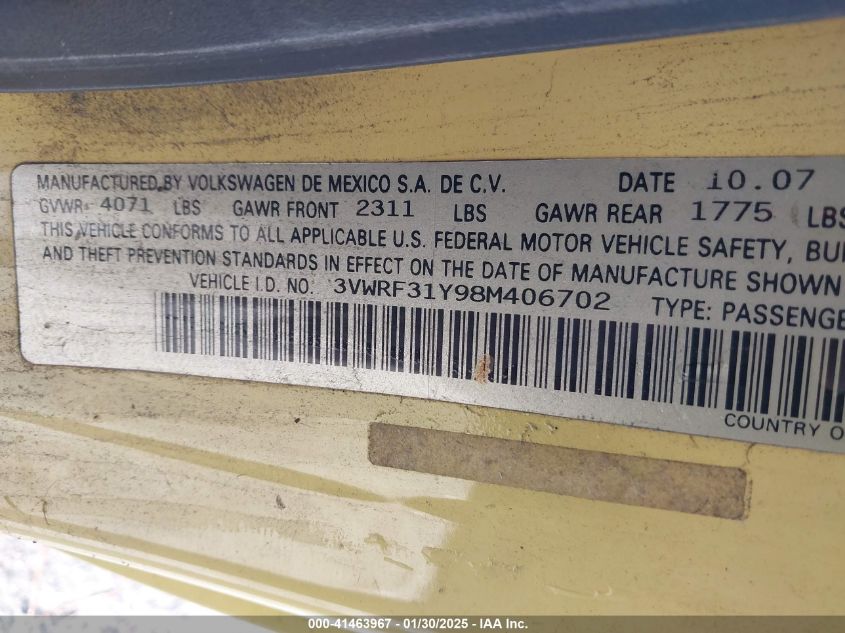 MANUFACTURED BY VOLKSWAGEN DE MEXICO S.A. DE C.V. DATE 10.07
GVWR 4071 LBS GAWR FRONT 2311 LBS GAWR REAR 1775 LBS
THIS VEHICLE CONFORMS TO ALL APPLICABLE U.S. FEDERAL MOTOR VEHICLE SAFETY, BU
AND THEFT PREVENTION STANDARDS IN EFFECT ON THE DATE OF MANUFACTURE SHOWN
VEHICLE I.D. NO. 3VWRF31Y98M406702 TYPE: PASSENGE
COUNTRY O
000-41463967 - 01/30/2025 - IAA Inc.